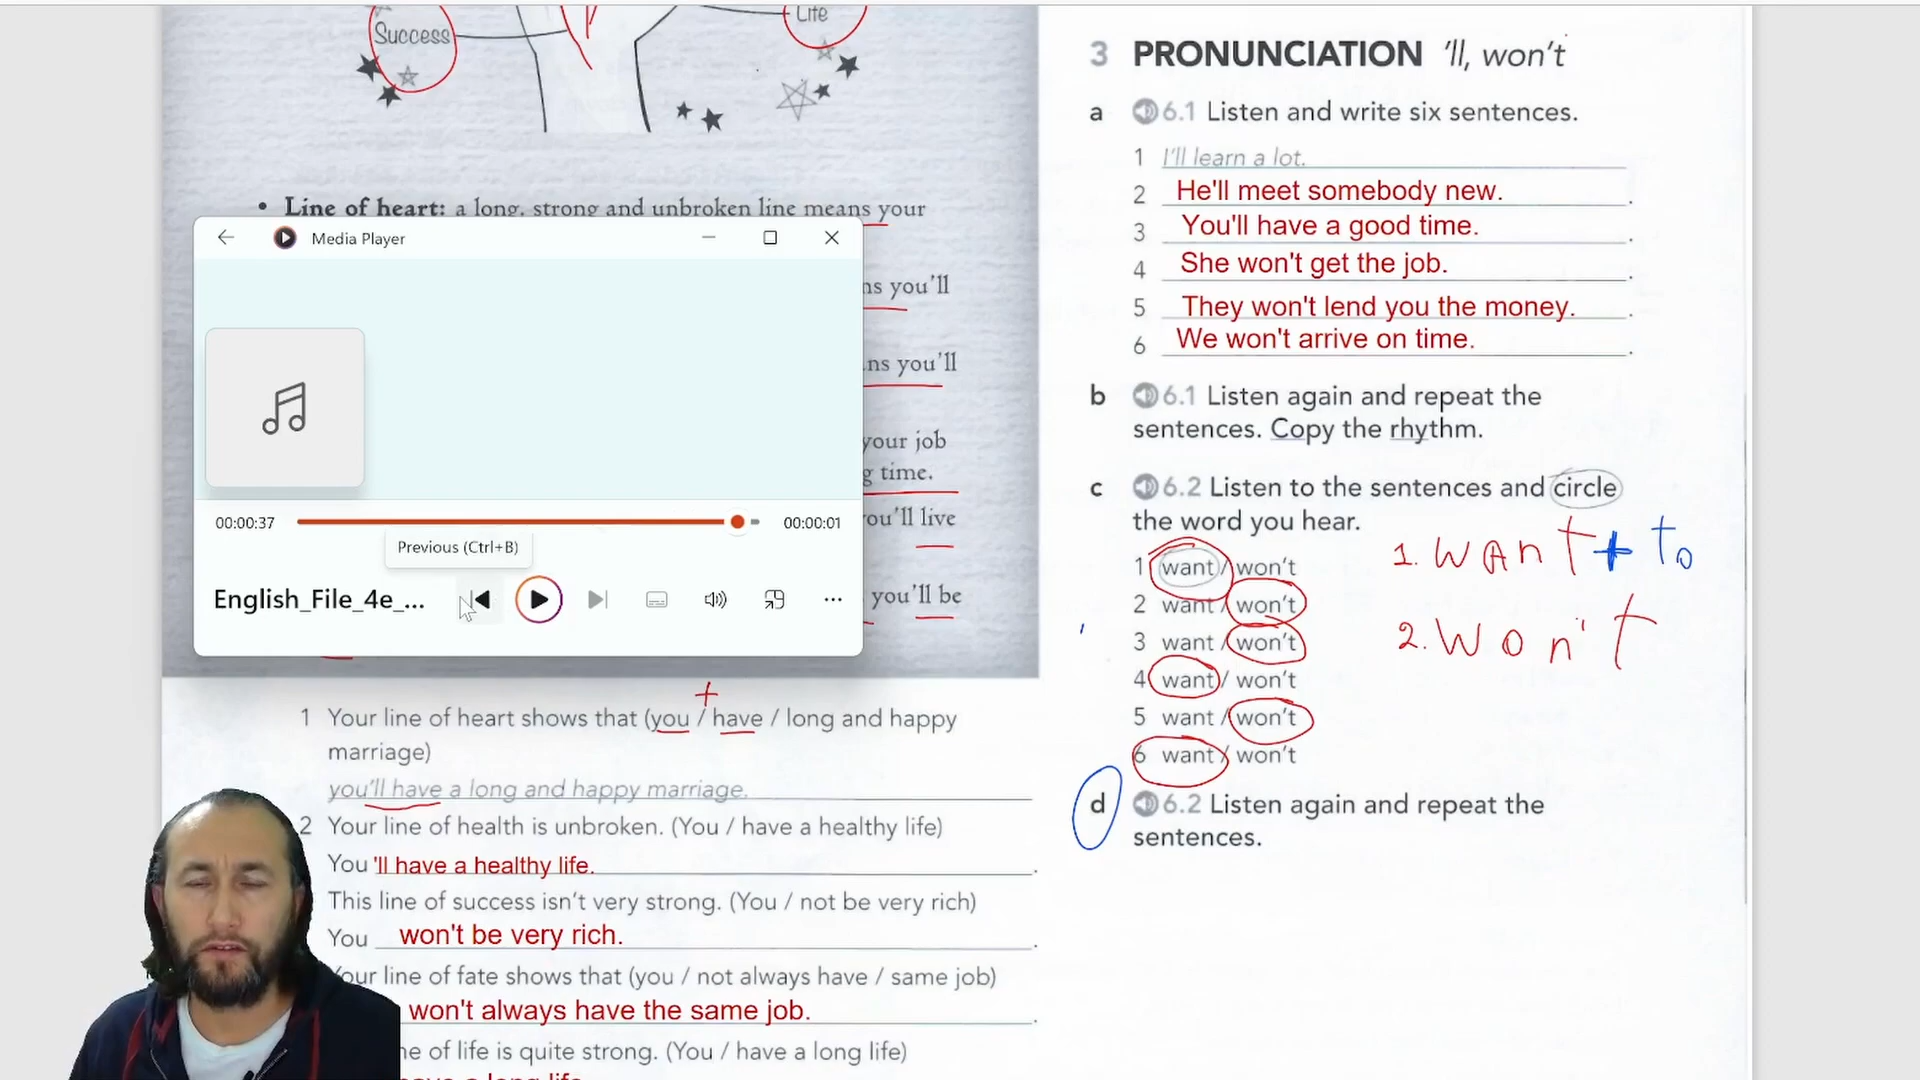 Success
Life
• Line of heart: a long, strong and unbroken line means your
ns you'll
ns you'll
your job
g time.
ou'll live
you'll be
Media Player
00:00:37
00:00:01
Previous (Ctrl+B)
English_File_4e_...
+
1 Your line of heart shows that (you / have / long and happy
marriage)
you'll have a long and happy marriage.
2 Your line of health is unbroken. (You / have a healthy life)
You 'll have a healthy life.
This line of success isn't very strong. (You / not be very rich)
You won't be very rich.
Your line of fate shows that (you / not always have / same job)
won't always have the same job.
ne of life is quite strong. (You / have a long life)
have a long life.
3 PRONUNCIATION 'll, won't
a 6.1 Listen and write six sentences.
1 I'll learn a lot.
2 He'll meet somebody new.
3 You'll have a good time.
4 She won't get the job.
5 They won't lend you the money.
6 We won't arrive on time.
b 6.1 Listen again and repeat the
sentences. Copy the rhythm.
c 6.2 Listen to the sentences and circle
the word you hear.
1 want / won't
2 want / won't
3 want / won't
4 want / won't
5 want / won't
6 want / won't
1. WAnT + To
2. Won'T
d 6.2 Listen again and repeat the
sentences.